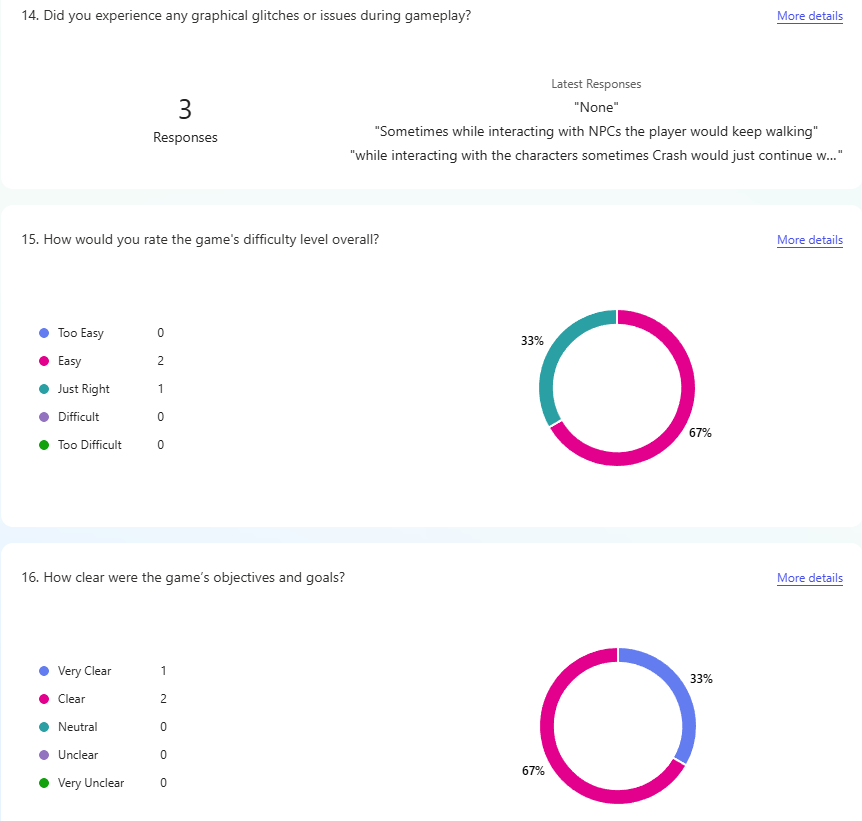 14. Did you experience any graphical glitches or issues during gameplay?
More details
3
Responses
Latest Responses
"None"
"Sometimes while interacting with NPCs the player would keep walking"
"while interacting with the characters sometimes Crash would just continue w..."
15. How would you rate the game's difficulty level overall?
More details
Too Easy 0
Easy 2
Just Right 1
Difficult 0
Too Difficult 0
33%
67%
16. How clear were the game’s objectives and goals?
More details
Very Clear 1
Clear 2
Neutral 0
Unclear 0
Very Unclear 0
33%
67%